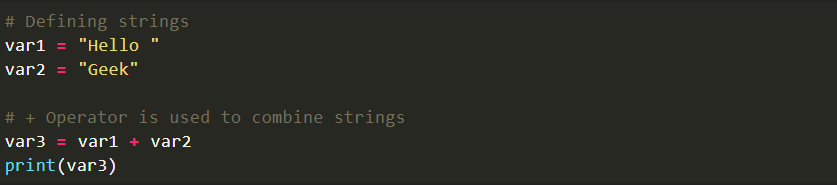 # Defining strings
var1 = "Hello "
var2 = "Geek"
# + Operator is used to combine strings
var3 = var1 + var2
print(var3)